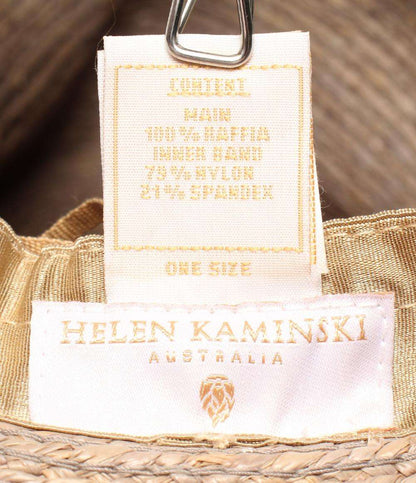 CONTENT
MAIN
100% RAFFIA
INNER BAND
79% NYLON
21% SPANDEX
ONE SIZE
HELEN KAMINSKI
AUSTRALIA